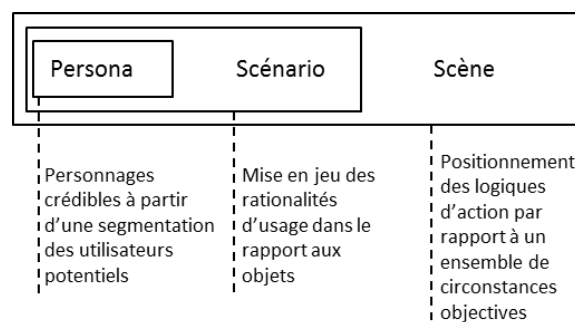 Persona
Scénario
Scène
Personnages
crédibles à partir
d'une segmentation
des utilisateurs
potentiels
Mise en jeu des
rationalités
d'usage dans le
rapport aux
objets
Positionnement
des logiques
d'action par
rapport à un
ensemble de
circonstances
objectives